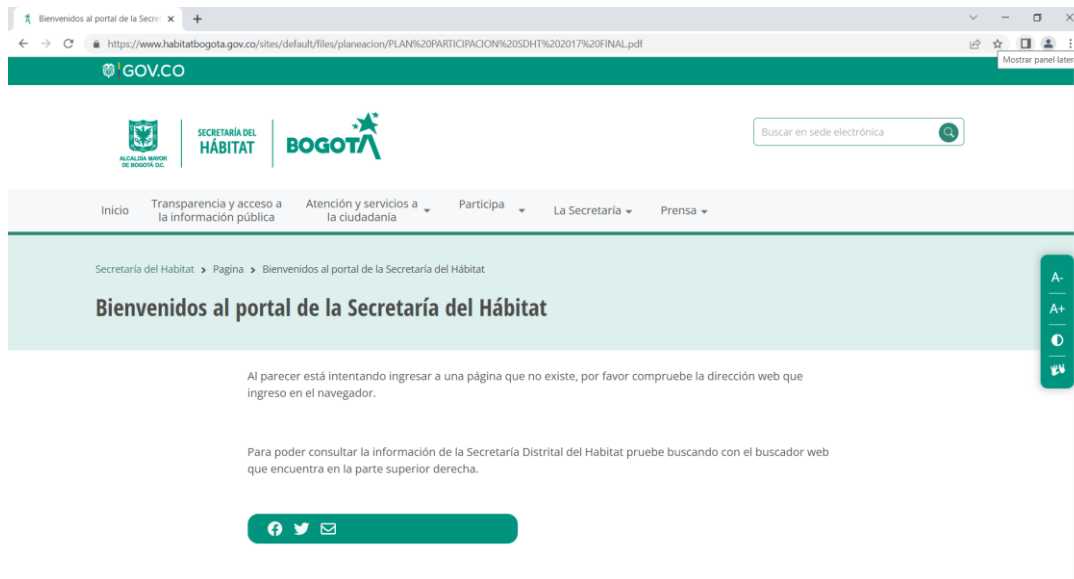 Bienvenidos al portal de la Secret
https://www.habitatbogota.gov.co/sites/default/files/planeacion/PLAN%20PARTICIPACION%20SDHT%202017%20FINAL.pdf
Mostrar panel later
GOV.CO
ALCALDÍA MAYOR
DE BOGOTÁ D.C.
SECRETARÍA DEL
HÁBITAT
BOGOTÁ
Buscar en sede electrónica
Inicio
Transparencia y acceso a
la información pública
Atención y servicios a
la ciudadanía
Participa
La Secretaría
Prensa
Secretaría del Habitat > Pagina > Bienvenidos al portal de la Secretaría del Hábitat
Bienvenidos al portal de la Secretaría del Hábitat
A-
A+
Al parecer está intentando ingresar a una página que no existe, por favor compruebe la dirección web que
ingreso en el navegador.
Para poder consultar la información de la Secretaría Distrital del Habitat pruebe buscando con el buscador web
que encuentra en la parte superior derecha.